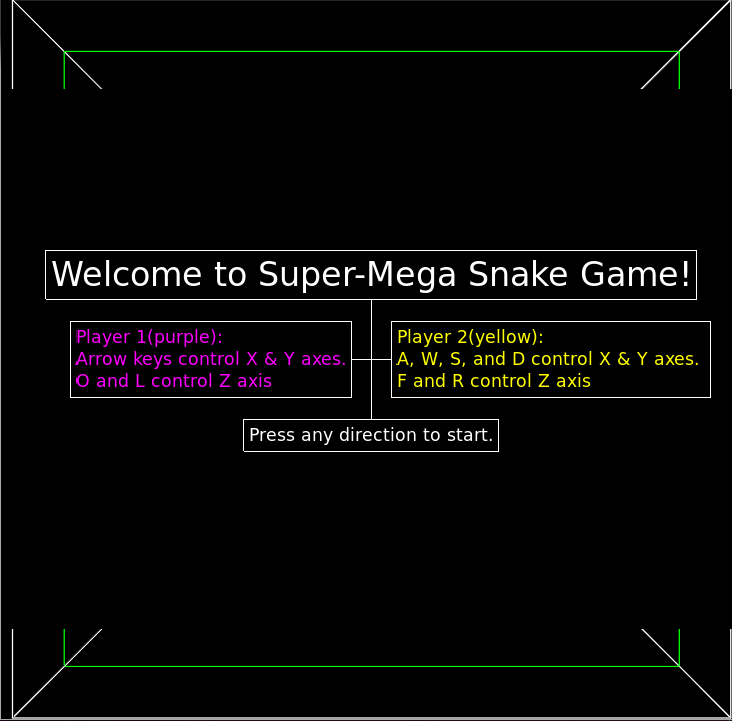 Welcome to Super-Mega Snake Game!
Player 1(purple):
Arrow keys control X & Y axes.
O and L control Z axis
Player 2(yellow):
A, W, S, and D control X & Y axes.
F and R control Z axis
Press any direction to start.